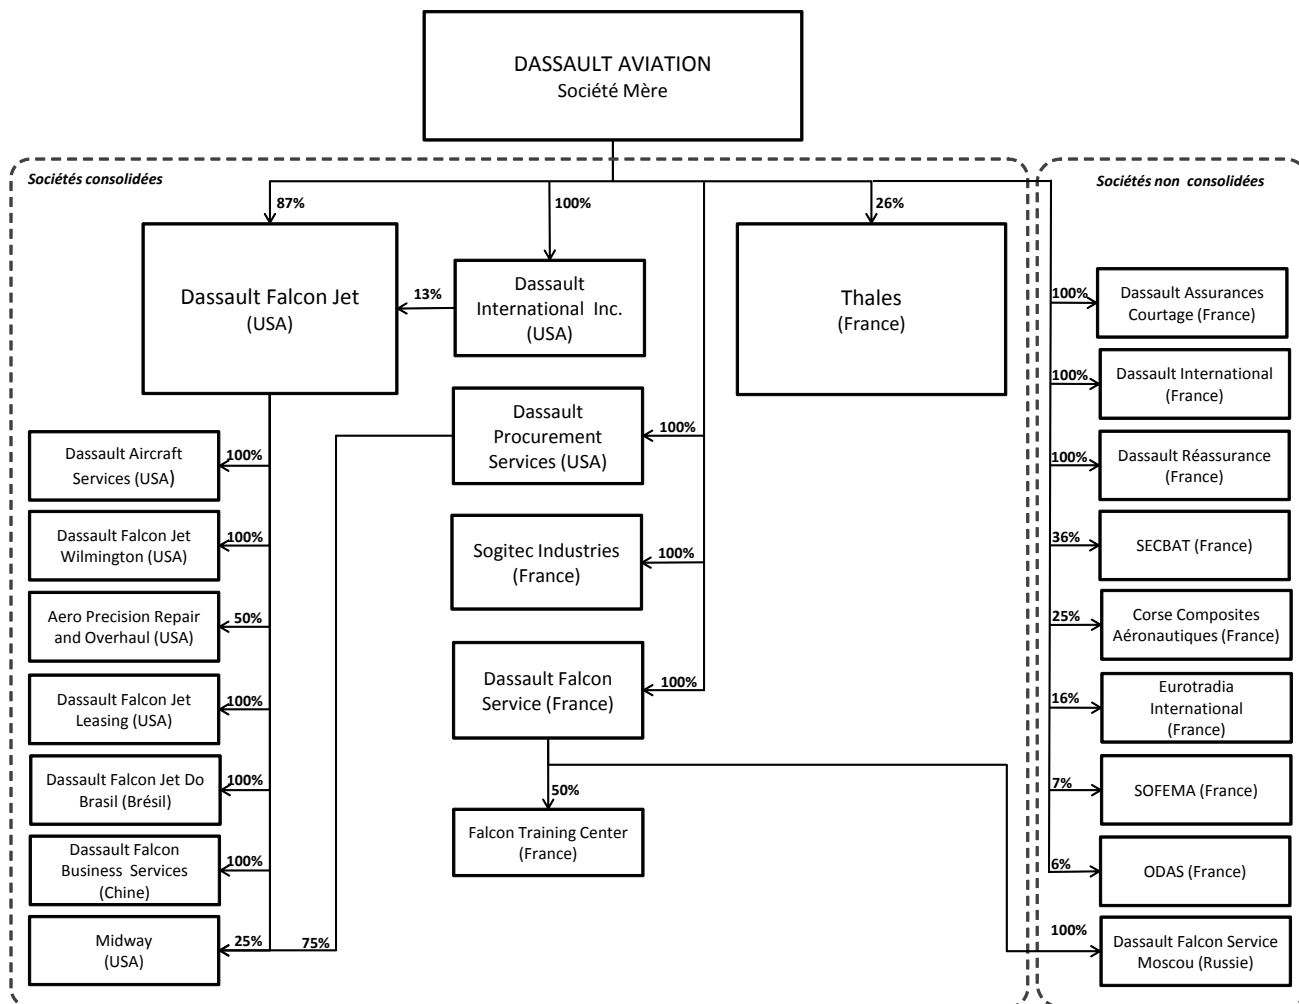 DASSAULT AVIATION
Société Mère
Sociétés consolidées
Sociétés non consolidées
87%
100%
26%
Dassault Falcon Jet
(USA)
13%
Dassault
International Inc.
(USA)
Thales
(France)
100%
Dassault Assurances
Courtage (France)
100%
Dassault International
(France)
Dassault
Procurement
Services (USA)
100%
100%
Dassault Réassurance
(France)
Dassault Aircraft
Services (USA)
100%
Dassault Falcon Jet
Wilmington (USA)
100%
Sogitec Industries
(France)
100%
36%
SECBAT (France)
Aero Precision Repair
and Overhaul (USA)
50%
25%
Corse Composites
Aéronautiques (France)
Dassault Falcon Jet
Leasing (USA)
100%
Dassault Falcon
Service (France)
100%
16%
Eurotradia
International
(France)
Dassault Falcon Jet Do
Brasil (Brésil)
100%
50%
7%
SOFEMA (France)
Falcon Training Center
(France)
Dassault Falcon
Business Services
(Chine)
100%
6%
ODAS (France)
Midway
(USA)
25%
75%
100%
Dassault Falcon Service
Moscou (Russie)